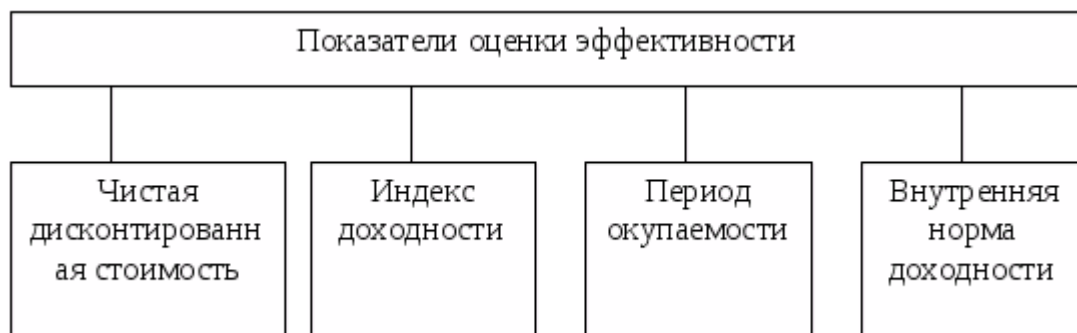 Показатели оценки эффективности
Чистая
дисконтированн
ая стоимость
Индекс
доходности
Период
окупаемости
Внутренняя
норма
доходности